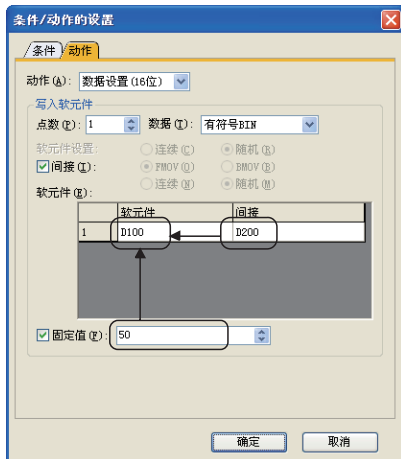 条件/动作的设置
条件 动作
动作(A): 数据设置(16位)
写入软元件
点数(P): 1 数据(T): 有符号BIN
软元件设置: 连续(C) 随机(R)
间接(I): FMOV(O) BMOV(B)
连续(N) 随机(M)
软元件(E):
软元件 间接
1 D100 D200
固定值(F): 50
确定 取消